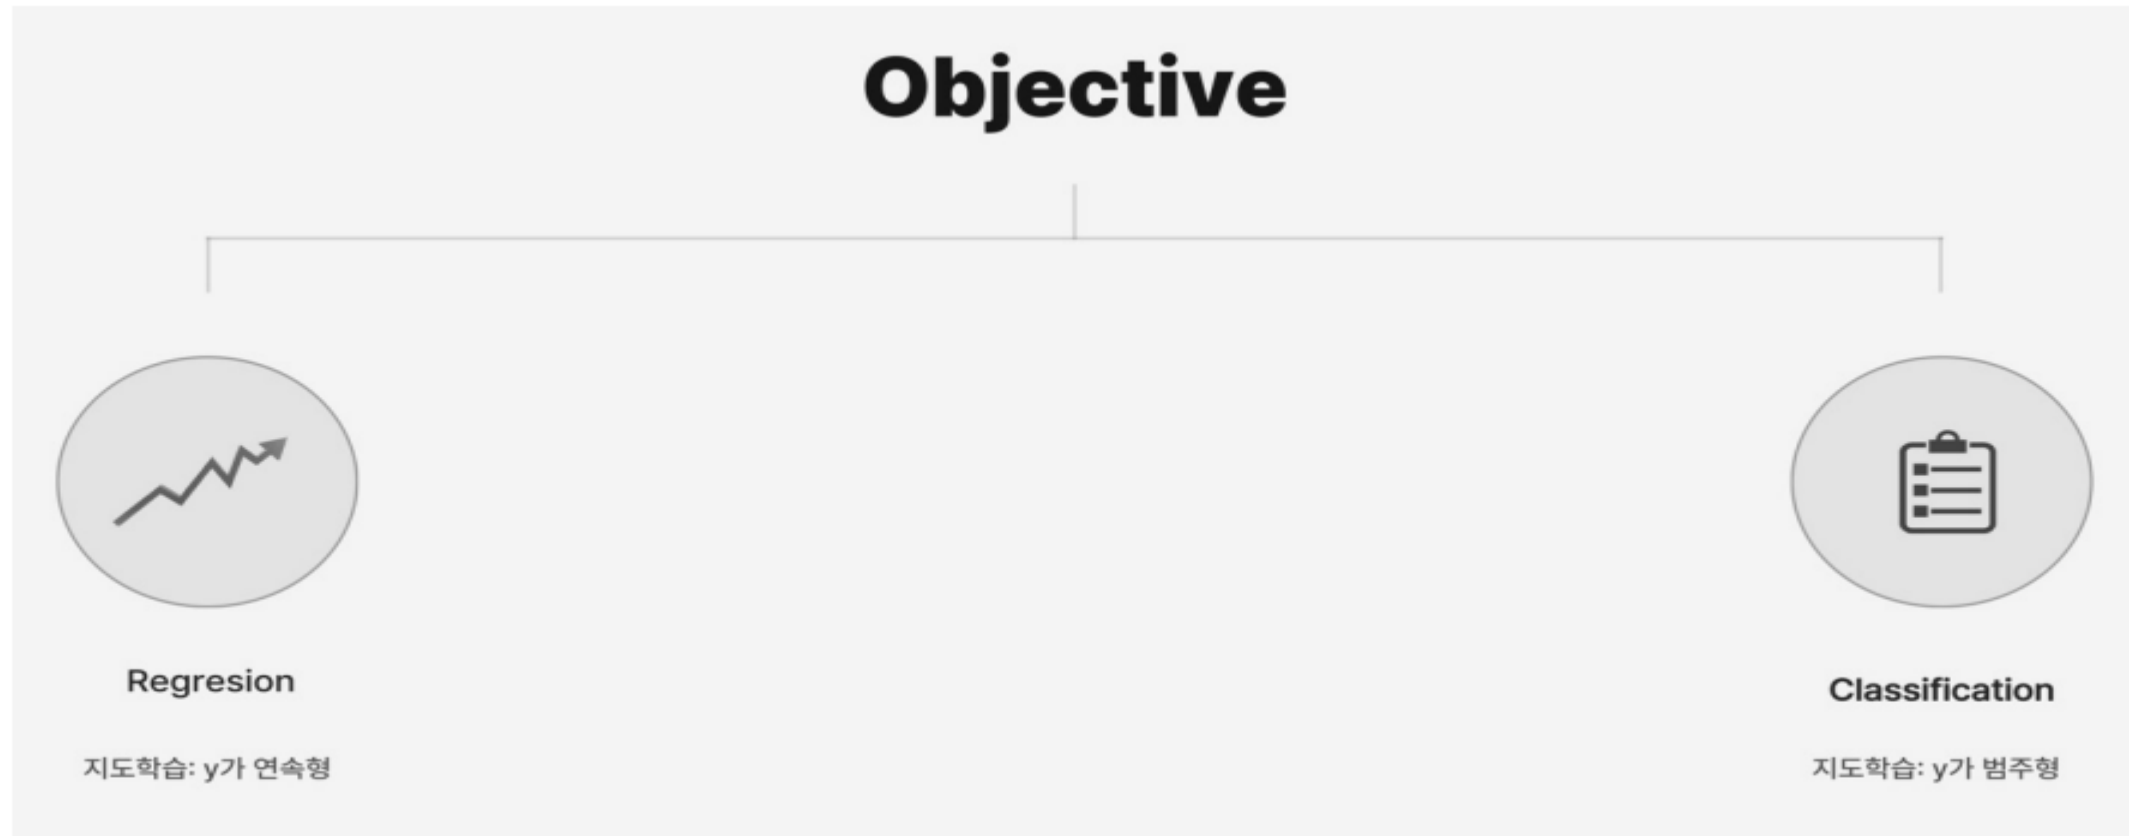 Objective
Regresion
Classification
지도학습: y가 연속형
지도학습: y가 범주형